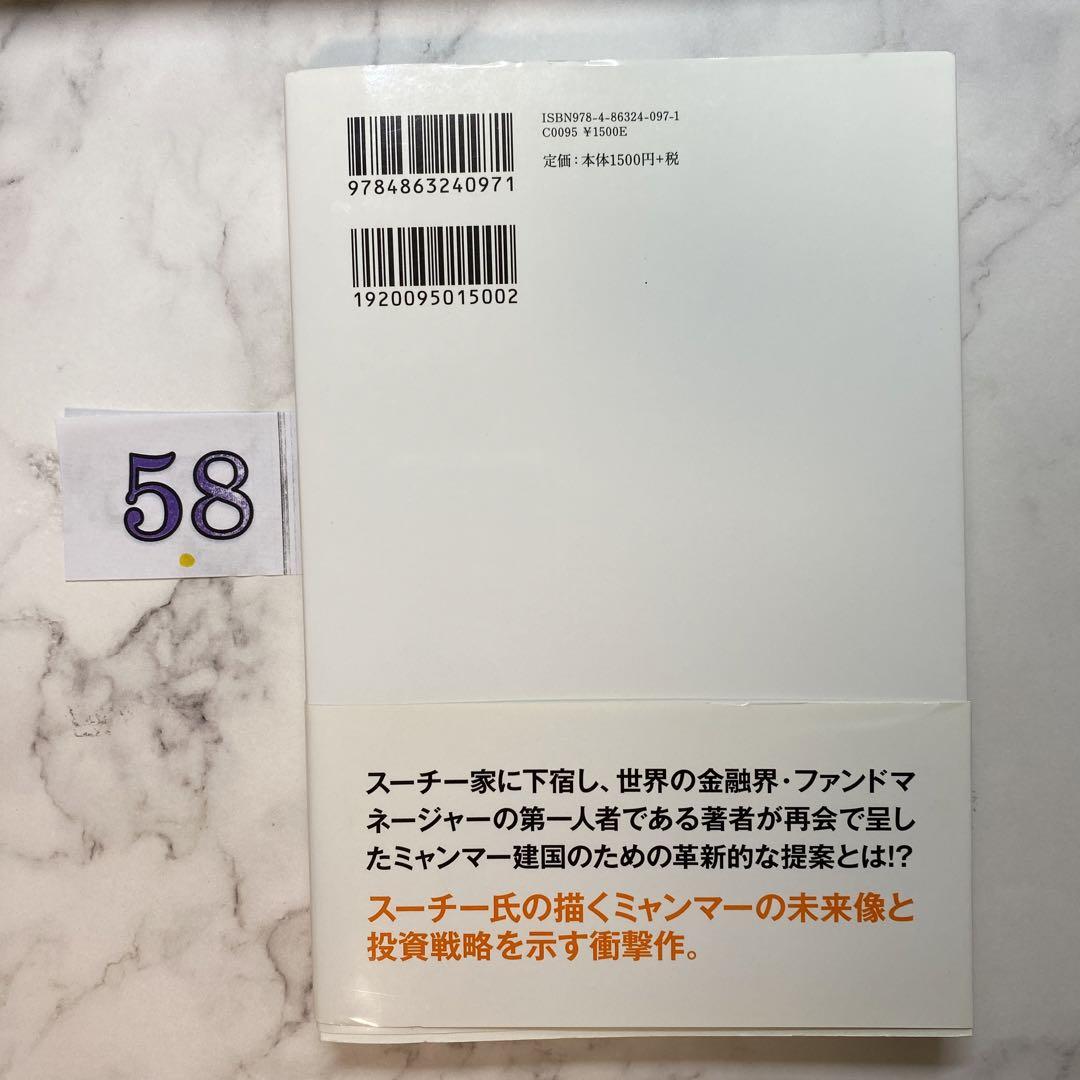 ISBN978-4-86324-097-1
C0095 ¥1500E
定価：本体1500円+税
9784863240971
1920095015002
58
スーチー家に下宿し、世界の金融界・ファンドマ
ネージャーの第一人者である著者が再会で呈し
たミャンマー建国のための革新的な提案とは!?
スーチー氏の描くミャンマーの未来像と
投資戦略を示す衝撃作。